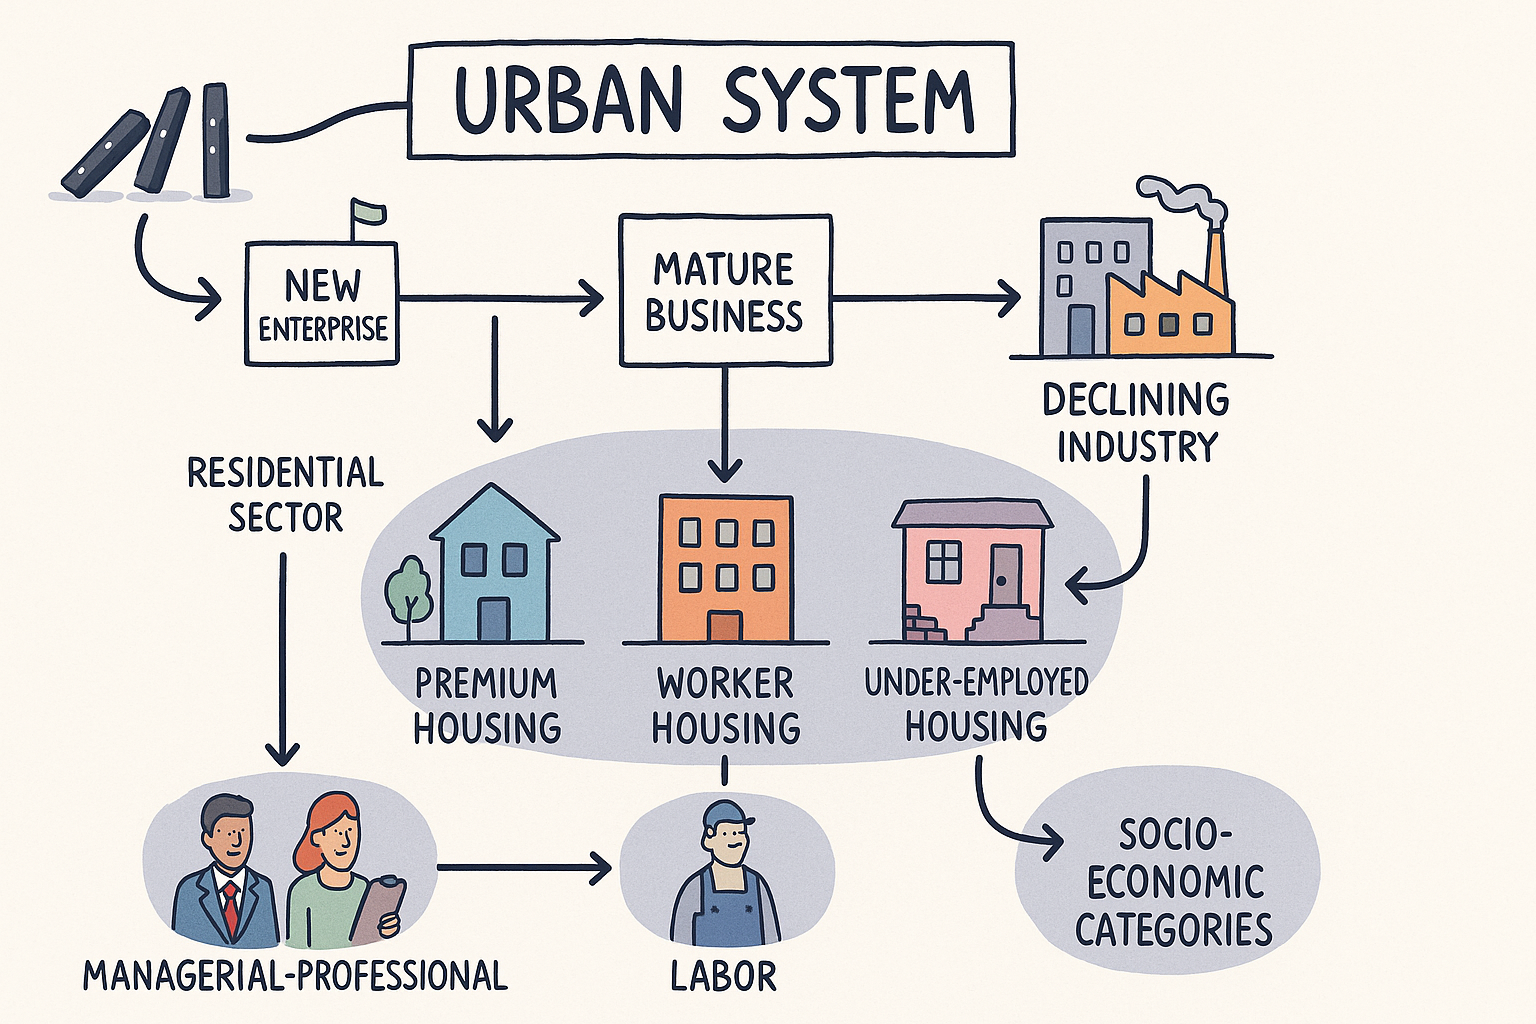 URBAN SYSTEM
NEW
ENTERPRISE
MATURE
BUSINESS
DECLINING
INDUSTRY
RESIDENTIAL
SECTOR
PREMIUM
HOUSING
WORKER
HOUSING
UNDER-EMPLOYED
HOUSING
MANAGERIAL-PROFESSIONAL
LABOR
SOCIO-
ECONOMIC
CATEGORIES